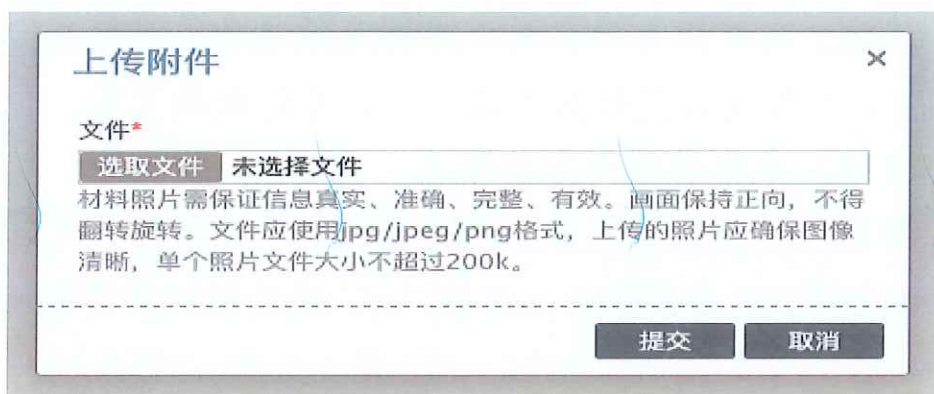 上传附件
×
文件*
选取文件 未选择文件
材料照片需保证信息真实、准确、完整、有效。画面保持正向，不得
翻转旋转。文件应使用jpg/jpeg/png格式，上传的照片应确保图像
清晰，单个照片文件大小不超过200k。
提交 取消